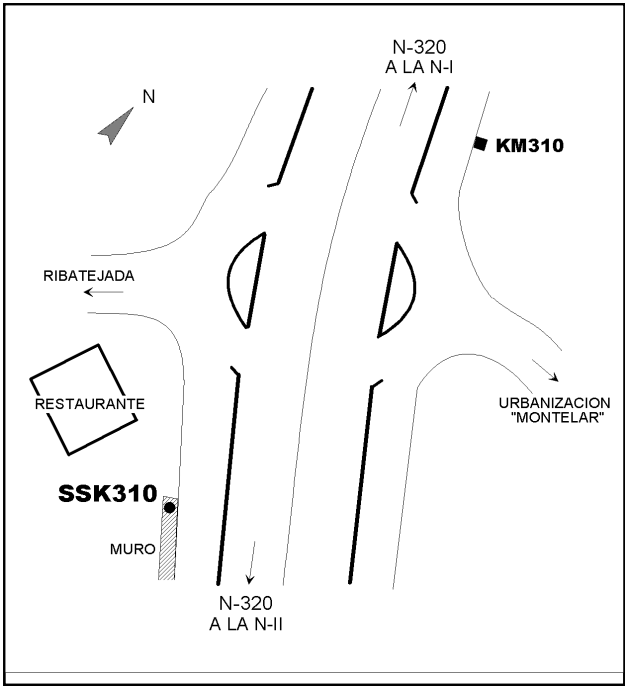 N-320
A LA N-I
N
KM310
RIBATEJADA
RESTAURANTE
URBANIZACION
"MONTELAR"
SSK310
MURO
N-320
A LA N-II